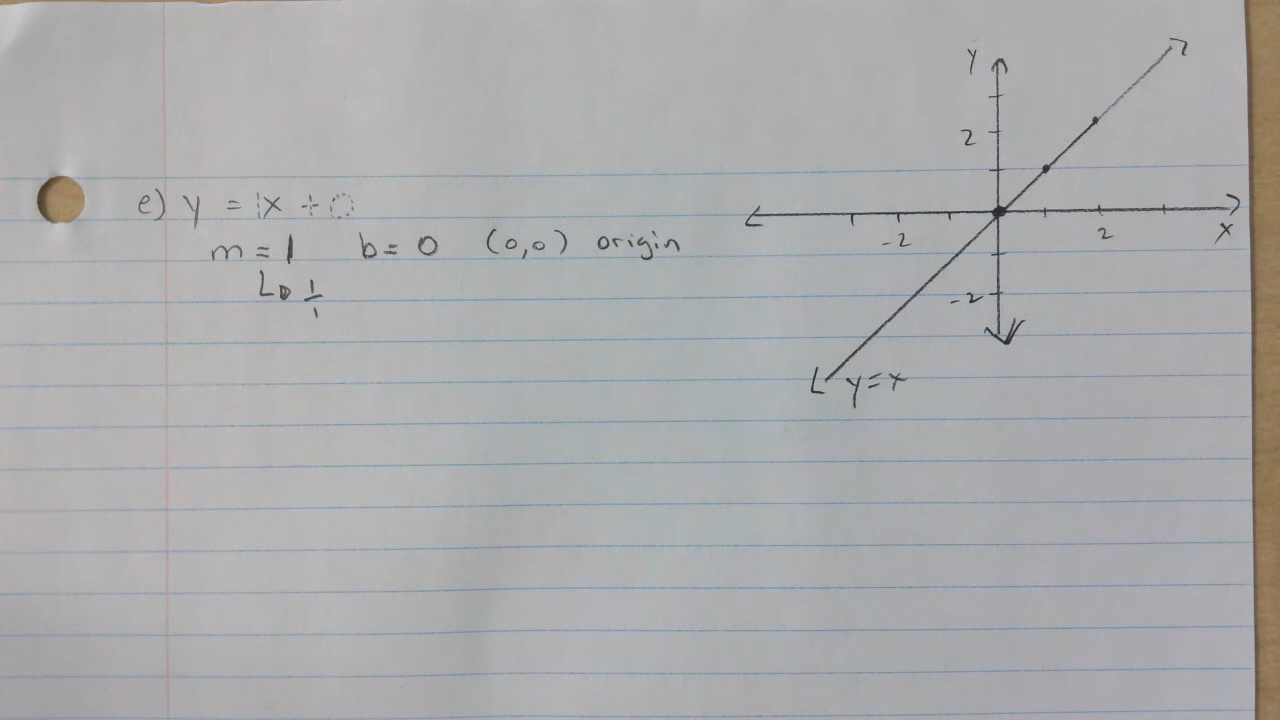 e) y = 1x + 0
m = 1 b = 0 (0,0) origin
↳ 1/1
y
2
-2 2
x
-2
y = x